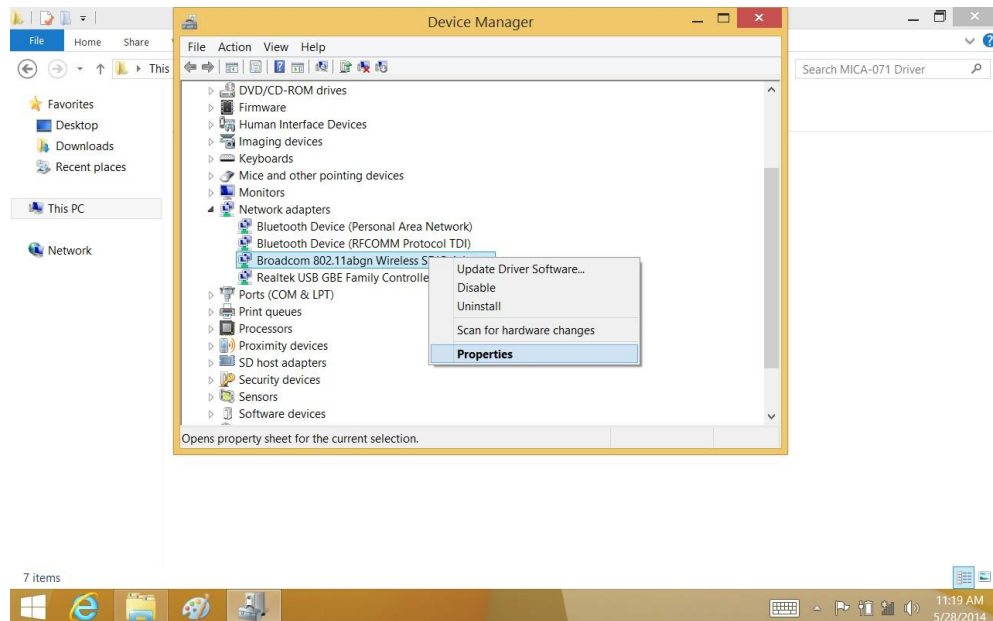 Device Manager
File Home Share
File Action View Help
This
Search MICA-071 Driver
Favorites
Desktop
Downloads
Recent places
This PC
Network
DVD/CD-ROM drives
Firmware
Human Interface Devices
Imaging devices
Keyboards
Mice and other pointing devices
Monitors
Network adapters
Bluetooth Device (Personal Area Network)
Bluetooth Device (RFCOMM Protocol TDI)
Broadcom 802.11abgn Wireless
Realtek USB GBE Family
Ports (COM & LPT)
Print queues
Processors
Proximity devices
SD host adapters
Security devices
Sensors
Software devices
Update Driver Software...
Disable
Uninstall
Scan for hardware changes
Properties
Opens property sheet for the current selection.
7 items
11:19 AM
5/28/2014